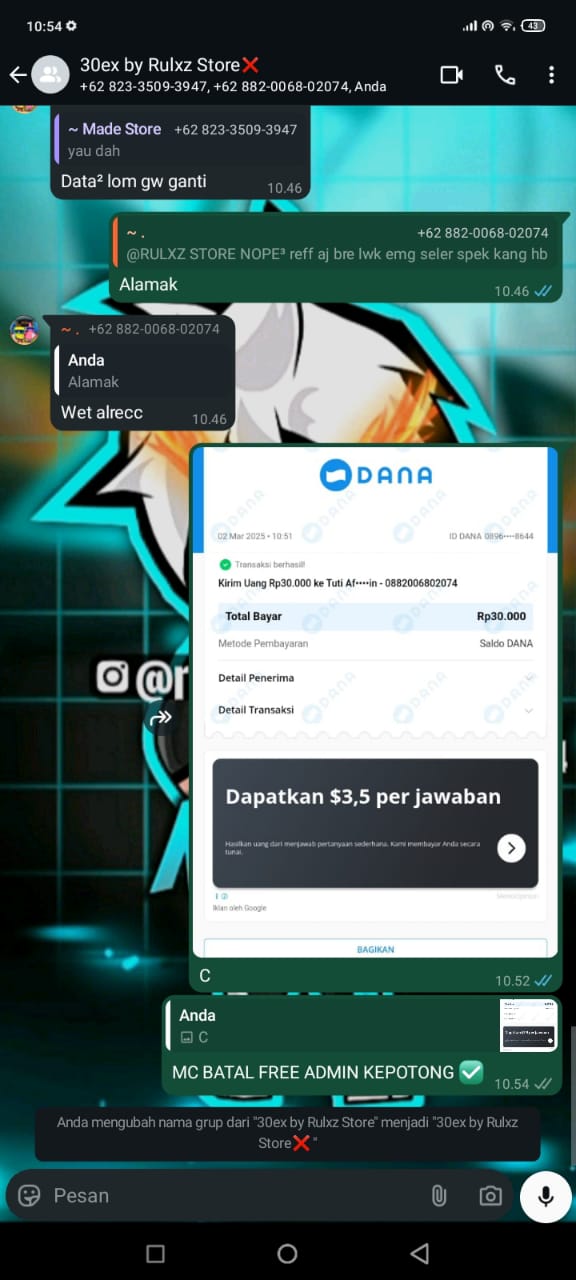 10:54
43
30ex by Rulxz Store❌
+62 823-3509-3947, +62 882-0068-02074, Anda
~ Made Store +62 823-3509-3947
yau dah
Data² lom gw ganti
10.46
~ . +62 882-0068-02074
@RULXZ STORE NOPE³ reff aj bre lwk emg seler spek kang hb
Alamak
10.46
~ . +62 882-0068-02074
Anda
Alamak
Wet alrecc
10.46
DANA
02 Mar 2025 • 10:51 ID DANA 0896••••8644
Transaksi berhasil!
Kirim Uang Rp30.000 ke Tuti Af••••in - 0882006802074
Total Bayar Rp30.000
Metode Pembayaran Saldo DANA
Detail Penerima
Detail Transaksi
@r
Dapatkan $3,5 per jawaban
Hasilkan uang dari menjawab pertanyaan sederhana. Kami membayar Anda secara
tunai.
Iklan oleh Google
BAGIKAN
C
10.52
Anda
C
MC BATAL FREE ADMIN KEPOTONG ✅
10.54
Anda mengubah nama grup dari "30ex by Rulxz Store" menjadi "30ex by Rulxz
Store❌ "
Pesan